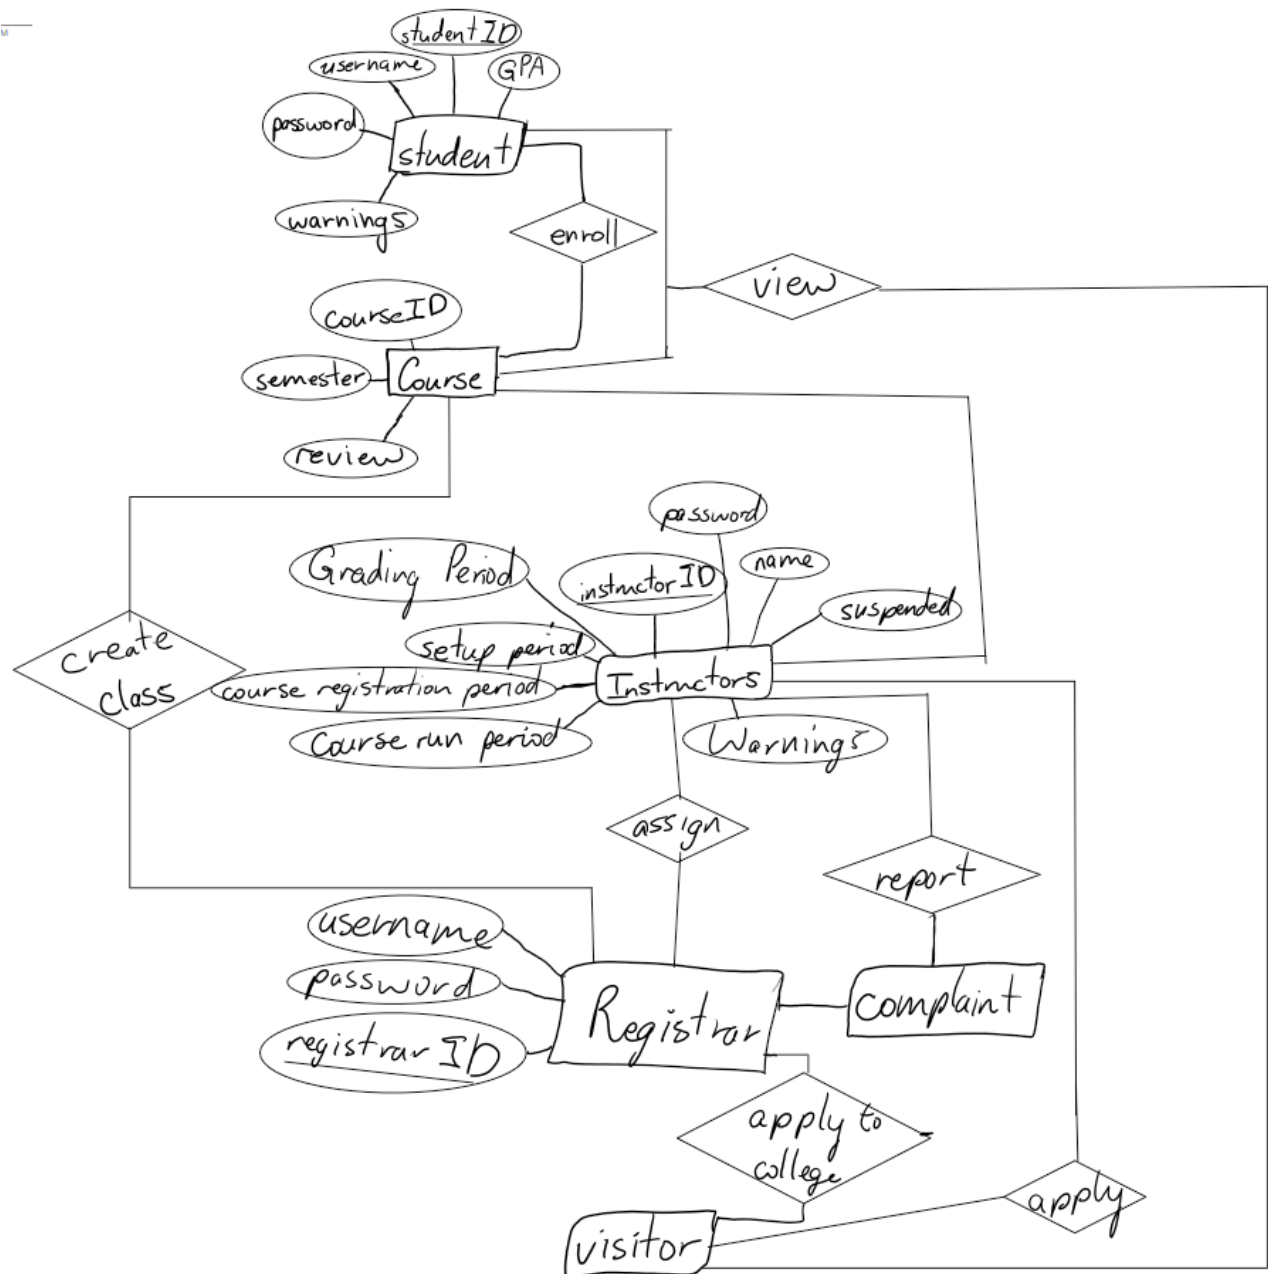 M
studentID
username
GPA
password
student
warnings
enroll
view
courseID
semester
Course
review
password
Grading Period
name
instructorID
suspended
setup period
create
class
course registration period
Instructors
Course run period
Warnings
assign
report
username
password
registrar ID
Registrar
complaint
apply to
college
apply
visitor